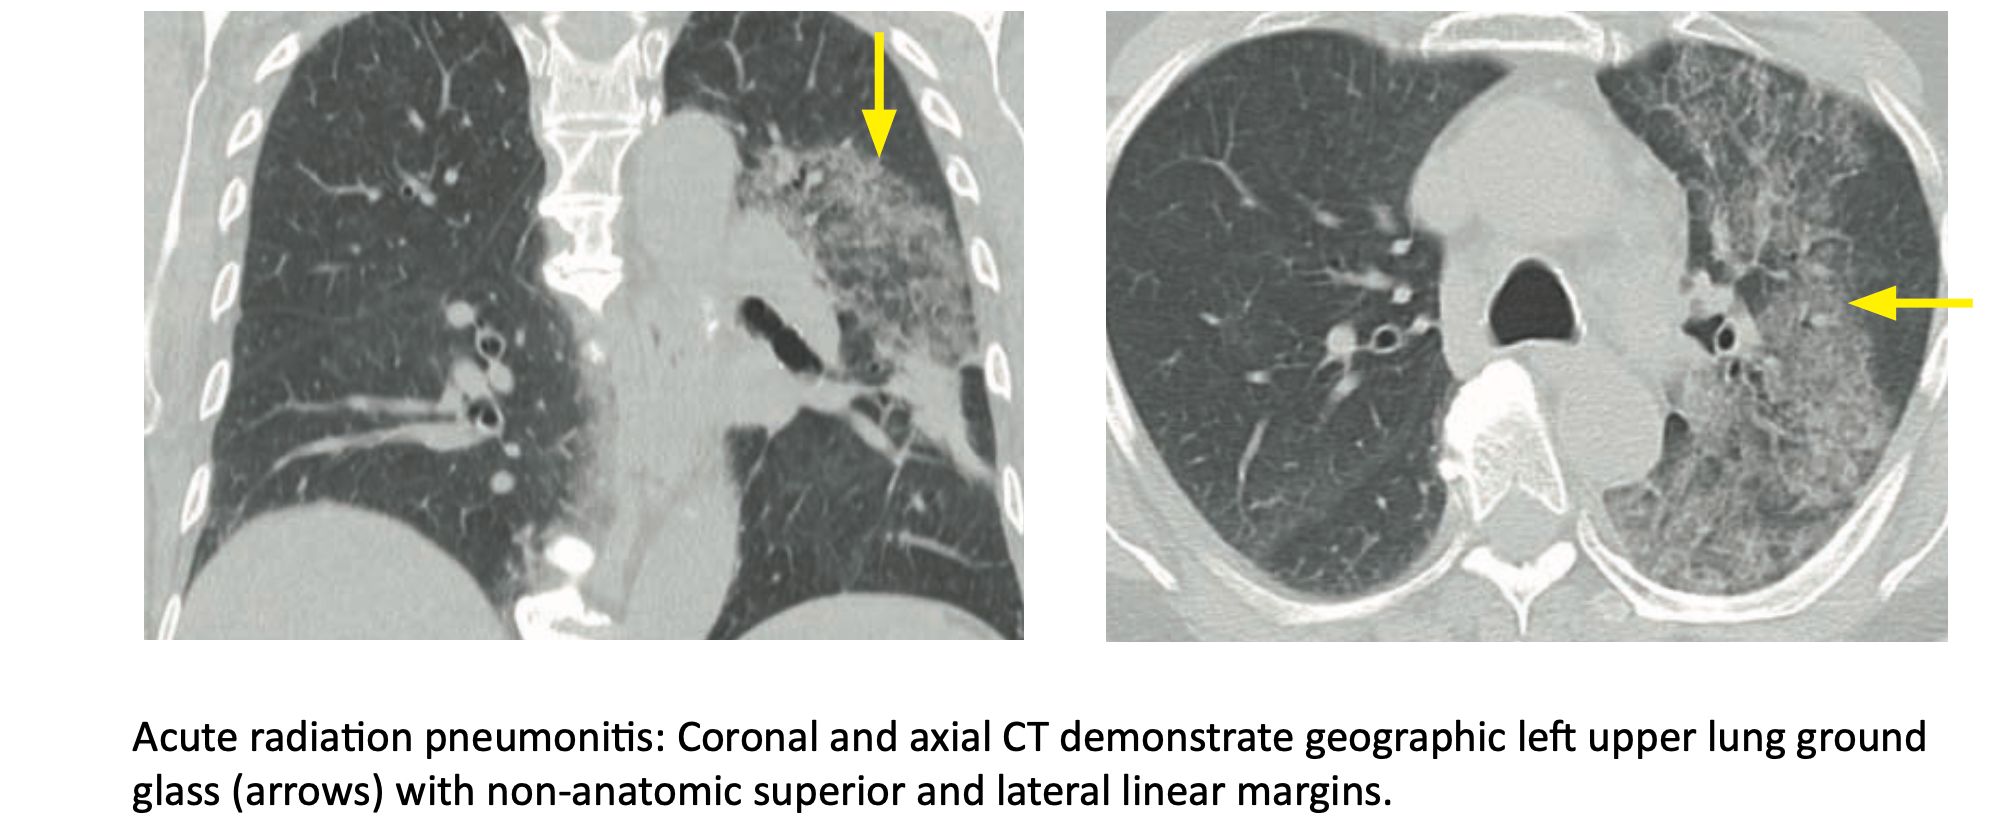 Acute radiation pneumonitis: Coronal and axial CT demonstrate geographic left upper lung ground
glass (arrows) with non-anatomic superior and lateral linear margins.